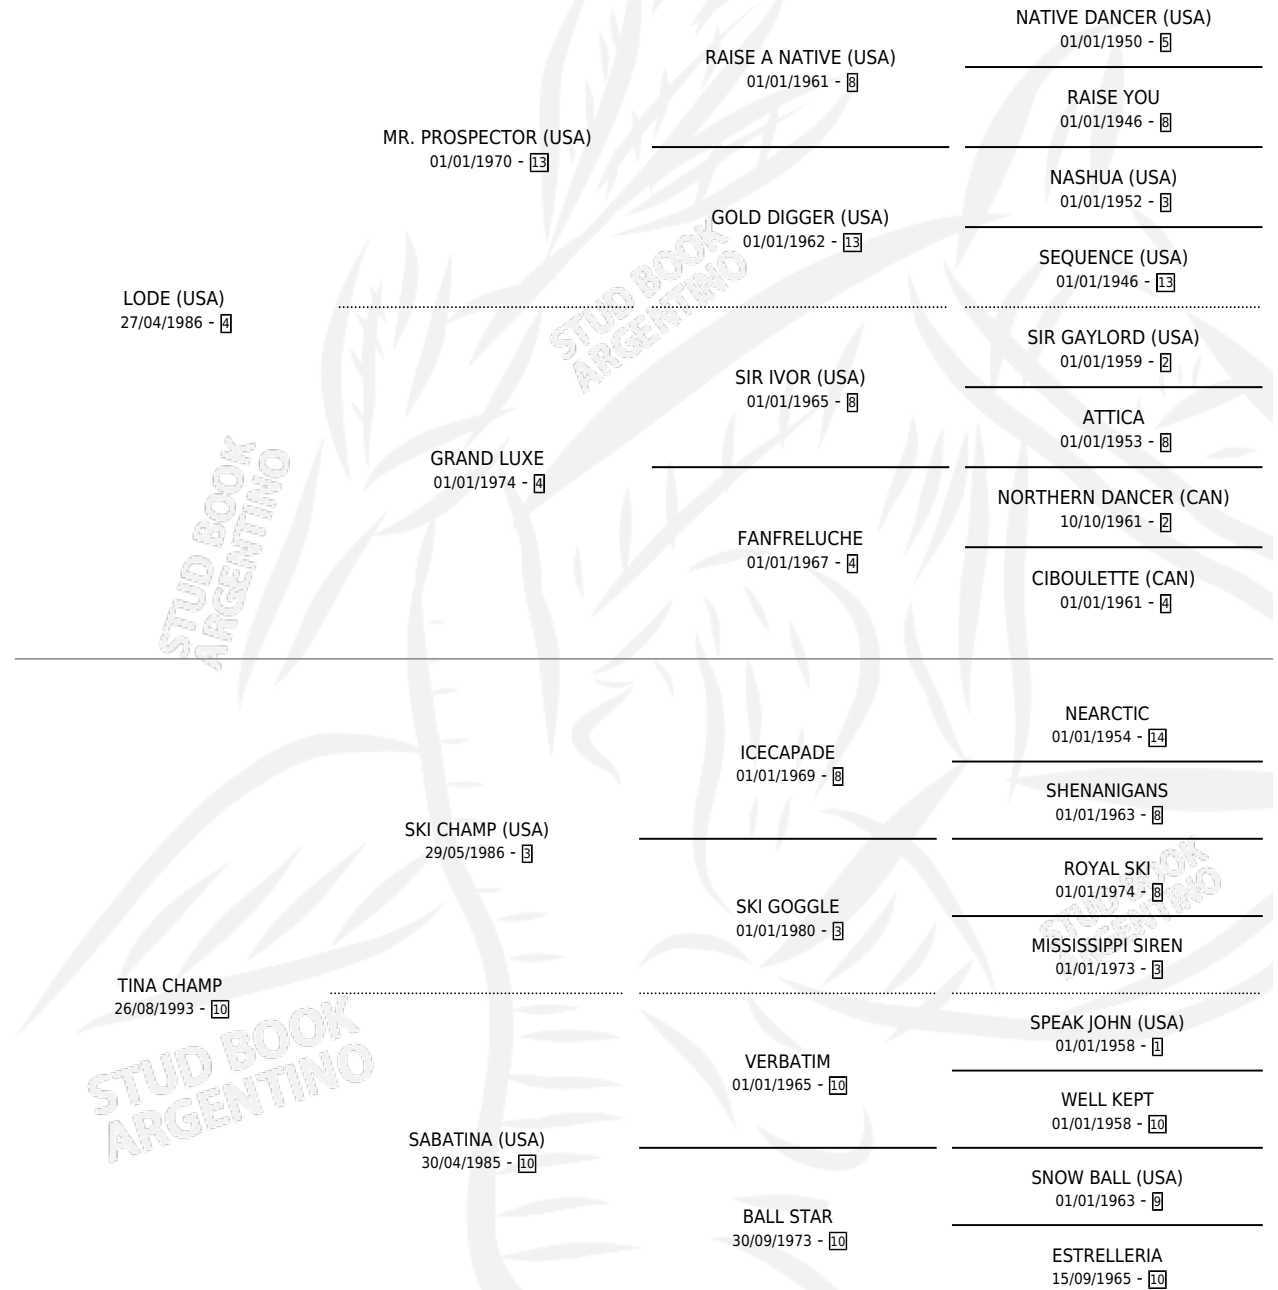 NATIVE DANCER (USA)
01/01/1950 - 5
RAISE A NATIVE (USA)
01/01/1961 - 8
RAISE YOU
01/01/1946 - 8
MR. PROSPECTOR (USA)
01/01/1970 - 13
NASHUA (USA)
01/01/1952 - 3
GOLD DIGGER (USA)
01/01/1962 - 13
SEQUENCE (USA)
01/01/1946 - 13
LODE (USA)
27/04/1986 - 4
STUD BOOK
ARGENTINO
SIR GAYLORD (USA)
01/01/1959 - 2
SIR IVOR (USA)
01/01/1965 - 8
ATTICA
01/01/1953 - 8
GRAND LUXE
01/01/1974 - 4
NORTHERN DANCER (CAN)
10/10/1961 - 2
FANFRELUCHE
01/01/1967 - 4
CIBOULETTE (CAN)
01/01/1961 - 4
STUD BOOK
ARGENTINO
NEARCTIC
01/01/1954 - 14
ICECAPADE
01/01/1969 - 8
SHENANIGANS
01/01/1963 - 8
SKI CHAMP (USA)
29/05/1986 - 3
ROYAL SKI
01/01/1974 - 8
SKI GOGGLE
01/01/1980 - 3
STUD BOOK
ARGENTINO
MISSISSIPPI SIREN
01/01/1973 - 3
TINA CHAMP
26/08/1993 - 10
STUD BOOK
ARGENTINO
SPEAK JOHN (USA)
01/01/1958 - 1
VERBATIM
01/01/1965 - 10
WELL KEPT
01/01/1958 - 10
SABATINA (USA)
30/04/1985 - 10
SNOW BALL (USA)
01/01/1963 - 9
BALL STAR
30/09/1973 - 10
ESTRELLERIA
15/09/1965 - 10